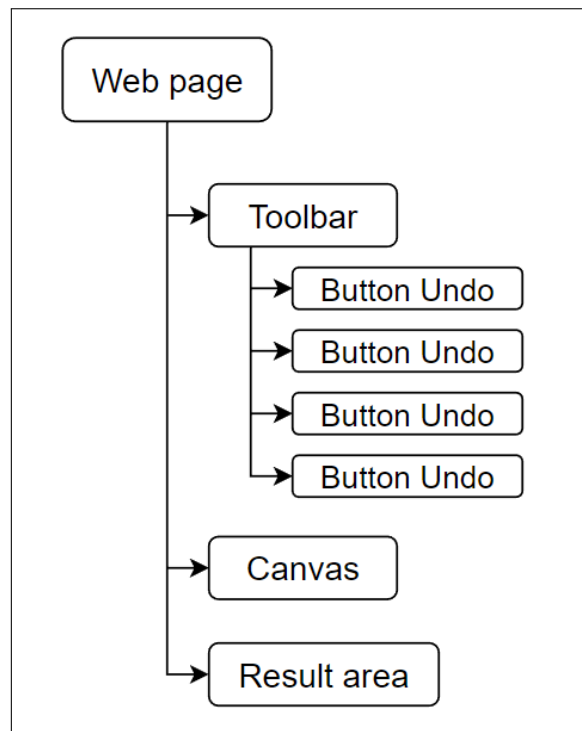 Web page
Toolbar
Button Undo
Button Undo
Button Undo
Button Undo
Canvas
Result area